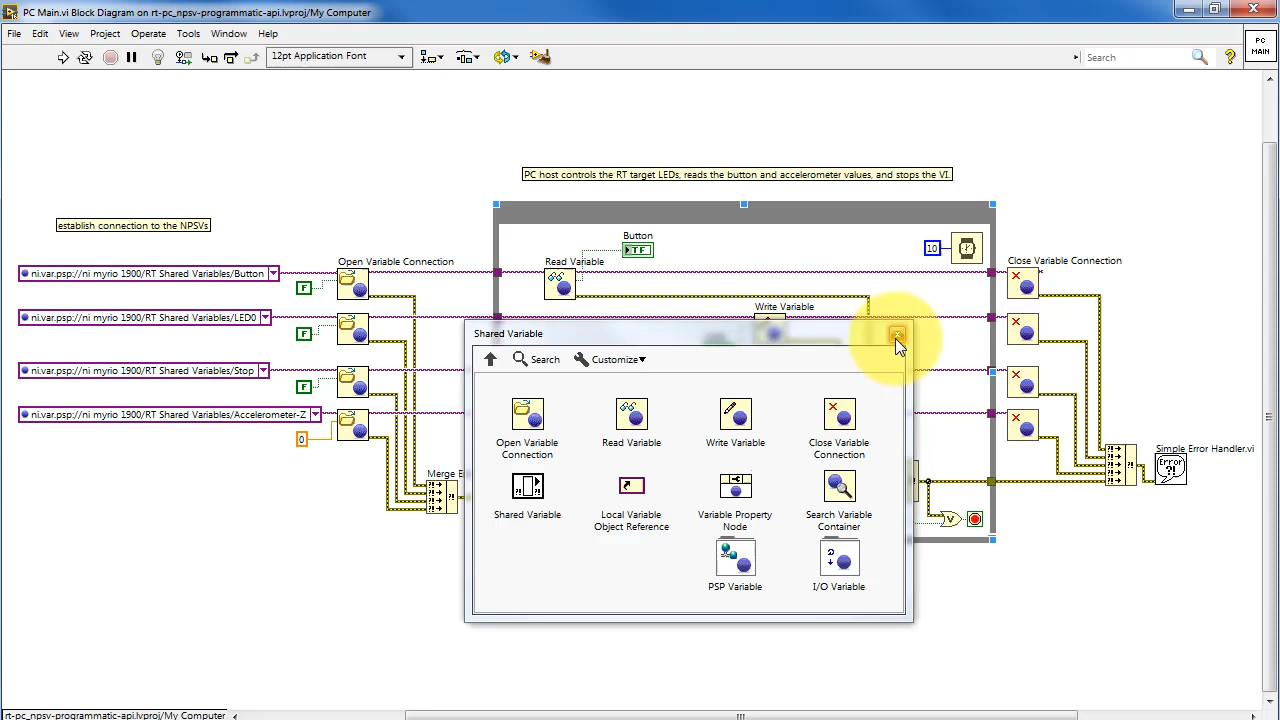 PC Main.vi Block Diagram on rt-pc_npsv-programmatic-api.lvproj/My Computer
File Edit View Project Operate Tools Window Help
PC
MAIN
12pt Application Font
Search
PC host controls the RT target LEDs, reads the button and accelerometer values, and stops the VI.
establish connection to the NPSVs
Button
TF
10
Open Variable Connection
Read Variable
Close Variable Connection
ni.var.psp://ni myrio 1900/RT Shared Variables/Button
F
Write Variable
ni.var.psp://ni myrio 1900/RT Shared Variables/LED0
F
Shared Variable
Search
Customize
ni.var.psp://ni myrio 1900/RT Shared Variables/Stop
F
ni.var.psp://ni myrio 1900/RT Shared Variables/Accelerometer-Z
0
Open Variable
Connection
Read Variable
Write Variable
Close Variable
Connection
Merge E
Simple Error Handler.vi
Error
?!
Shared Variable
Local Variable
Object Reference
Variable Property
Node
Search Variable
Container
V
PSP Variable
I/O Variable
rt-pc_npsv-programmatic-api.lvproj/My Computer